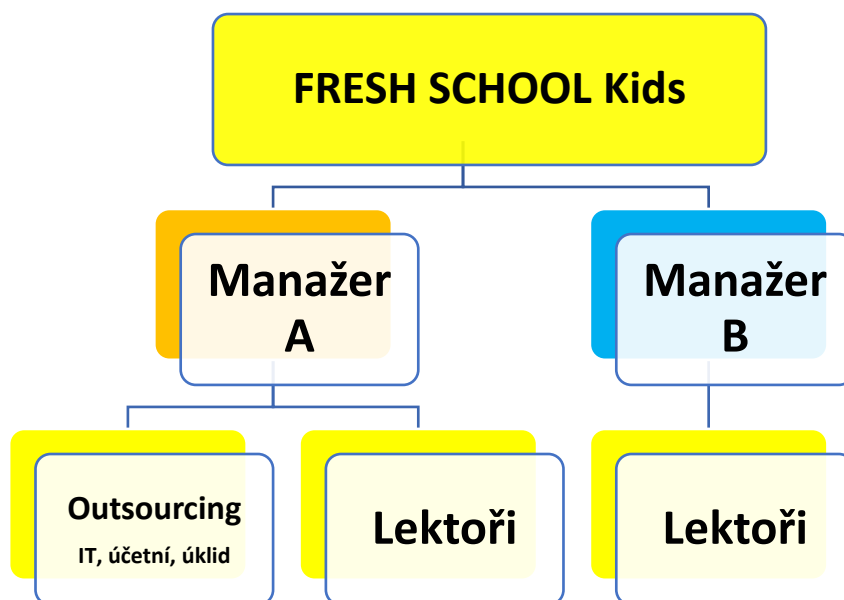 FRESH SCHOOL Kids
Manažer
A
Manažer
B
Outsourcing
IT, účetní, úklid
Lektoři
Lektoři